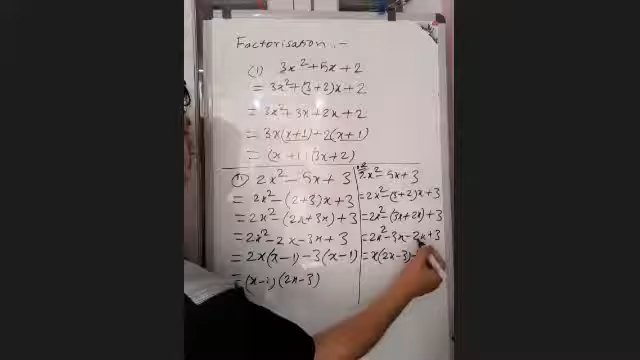 Factorisation :-
(1) 3x² + 5x + 2
= 3x² + (3+2)x + 2
= 3x² + 3x + 2x + 2
= 3x(x+1) + 2(x+1)
= (x+1)(3x+2)
2x² - 5x + 3
= 2x² - (2+3)x + 3
= 2x² - (2x+3x) + 3
= 2x² - 2x - 3x + 3
= 2x(x-1) - 3(x-1)
= (x-1)(2x-3)
2x² - 5x + 3
= 2x² - (3+2)x + 3
= 2x² - (3x+2x) + 3
= 2x² - 3x - 2x + 3
= x(2x-3) -